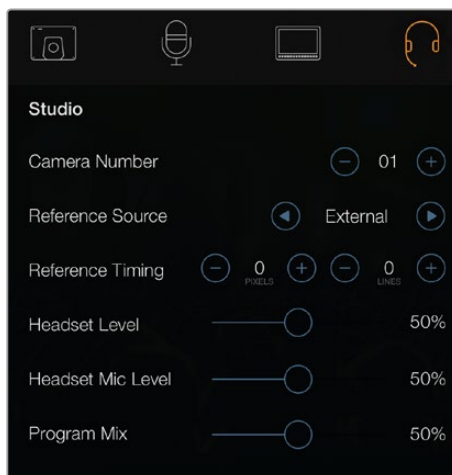 Studio
Camera Number 01
Reference Source External
Reference Timing 0 PIXELS 0 LINES
Headset Level 50%
Headset Mic Level 50%
Program Mix 50%